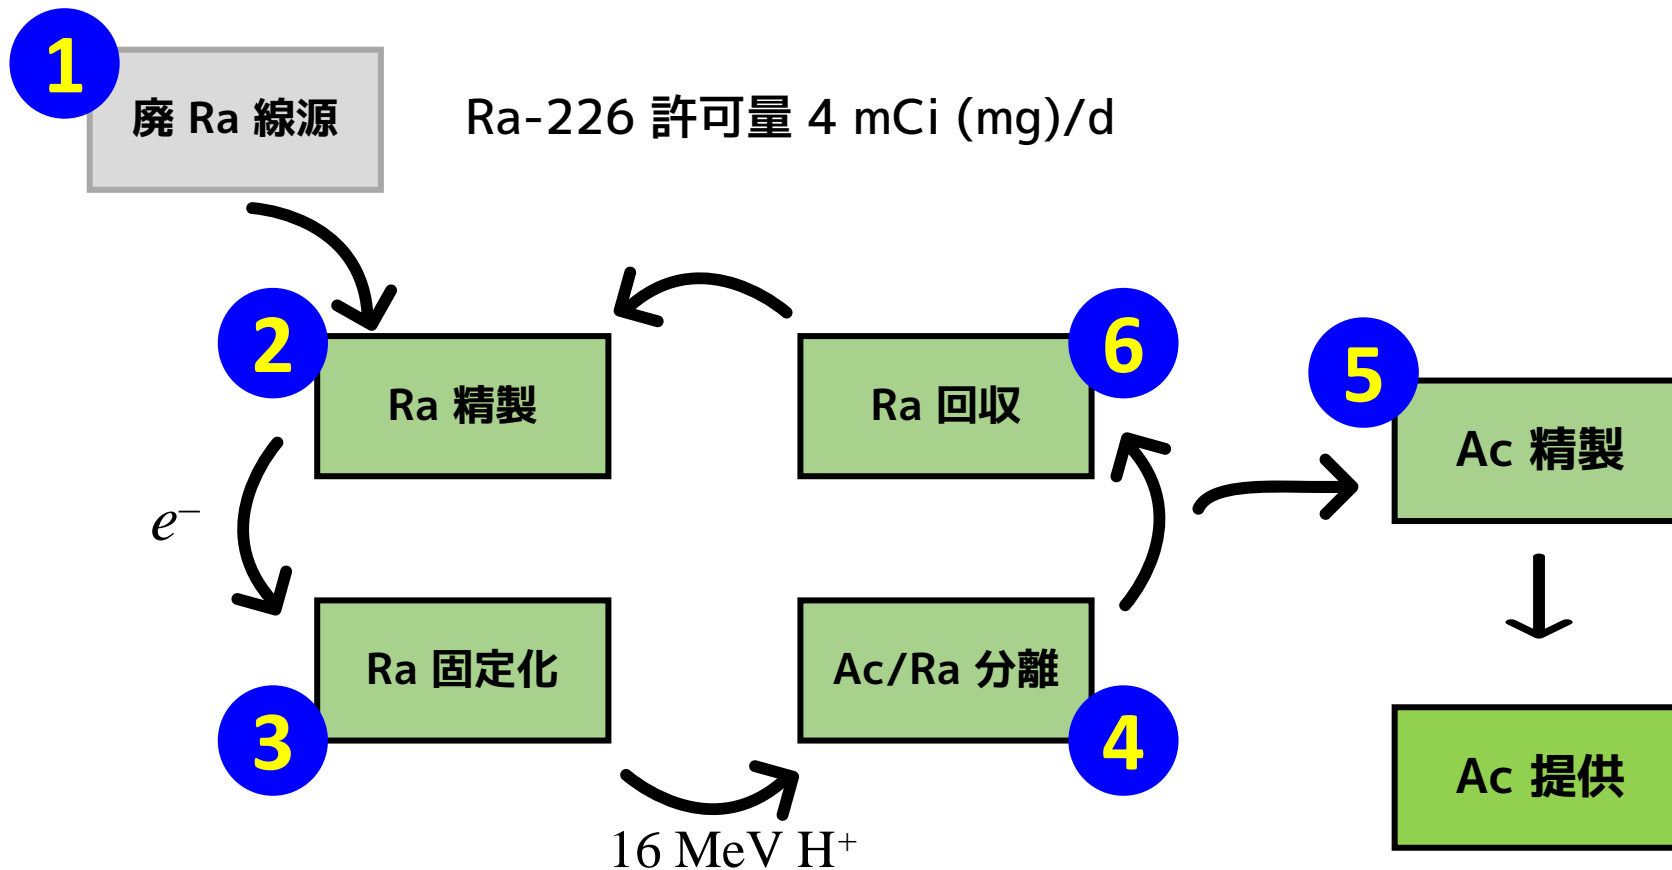 1
廃 Ra 線源
Ra-226 許可量 4 mCi (mg)/d
2
Ra 精製
6
Ra 回収
5
Ac 精製
e⁻
3
Ra 固定化
4
Ac/Ra 分離
Ac 提供
16 MeV H⁺